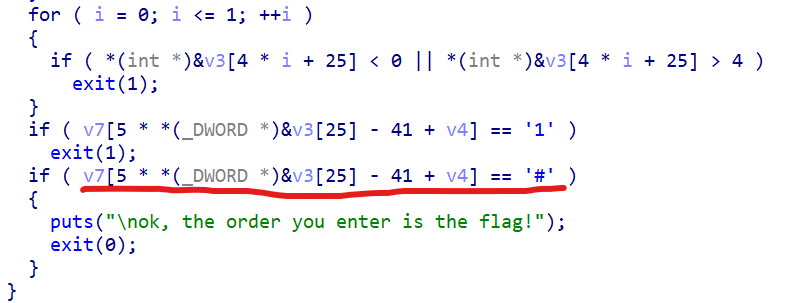 for ( i = 0; i <= 1; ++i )
{
if ( *(int *)&v3[4 * i + 25] < 0 || *(int *)&v3[4 * i + 25] > 4 )
exit(1);
}
if ( v7[5 * *(_DWORD *)&v3[25] - 41 + v4] == '1' )
exit(1);
if ( v7[5 * *(_DWORD *)&v3[25] - 41 + v4] == '#' )
{
puts("\nok, the order you enter is the flag!");
exit(0);
}
}